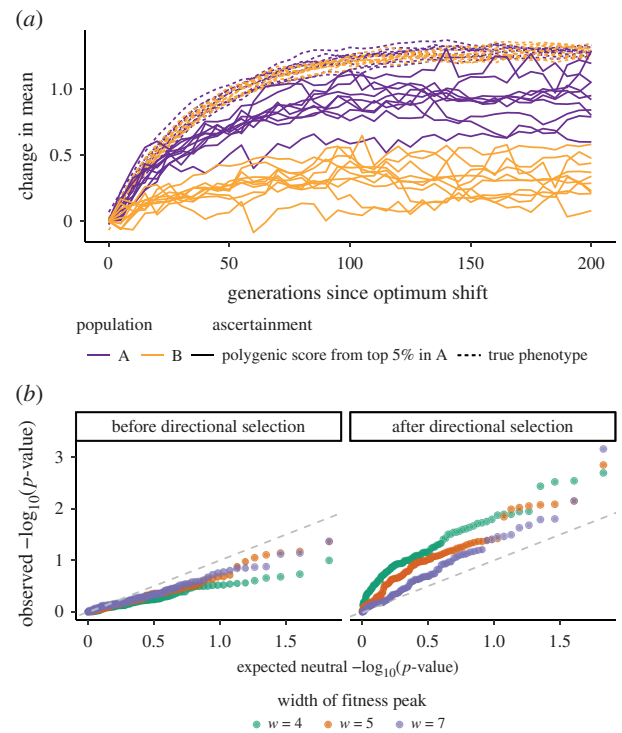 (a)
1.0
0.5
0
change in mean
0 50 100 150 200
generations since optimum shift
population ascertainment
A B polygenic score from top 5% in A true phenotype
(b)
before directional selection after directional selection
3
2
1
0
observed −log10(p-value)
0 0.5 1.0 1.5 0 0.5 1.0 1.5
expected neutral −log10(p-value)
width of fitness peak
w = 4 w = 5 w = 7